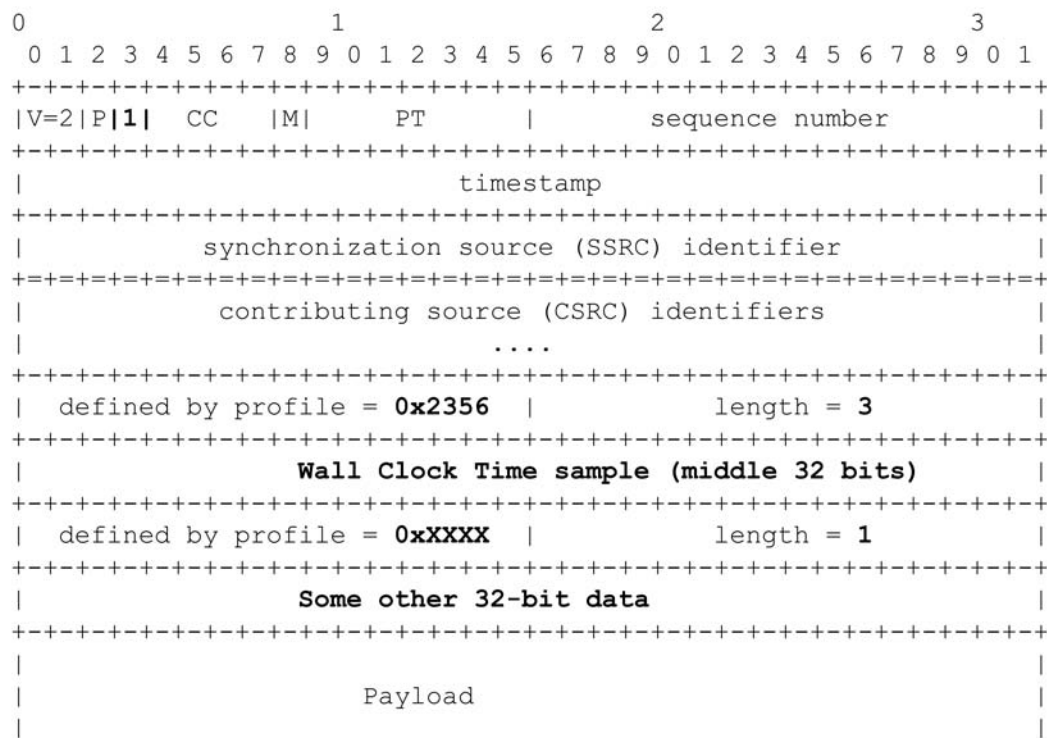 0                   1                   2                   3
 0 1 2 3 4 5 6 7 8 9 0 1 2 3 4 5 6 7 8 9 0 1 2 3 4 5 6 7 8 9 0 1
+-+-+-+-+-+-+-+-+-+-+-+-+-+-+-+-+-+-+-+-+-+-+-+-+-+-+-+-+-+-+-+-+
|V=2|P|1|  CC   |M|     PT      |       sequence number         |
+-+-+-+-+-+-+-+-+-+-+-+-+-+-+-+-+-+-+-+-+-+-+-+-+-+-+-+-+-+-+-+-+
|                           timestamp                           |
+-+-+-+-+-+-+-+-+-+-+-+-+-+-+-+-+-+-+-+-+-+-+-+-+-+-+-+-+-+-+-+-+
|           synchronization source (SSRC) identifier            |
+=+=+=+=+=+=+=+=+=+=+=+=+=+=+=+=+=+=+=+=+=+=+=+=+=+=+=+=+=+=+=+=+
|            contributing source (CSRC) identifiers             |
|                             ....                              |
+-+-+-+-+-+-+-+-+-+-+-+-+-+-+-+-+-+-+-+-+-+-+-+-+-+-+-+-+-+-+-+-+
|  defined by profile = 0x2356  |           length = 3          |
+-+-+-+-+-+-+-+-+-+-+-+-+-+-+-+-+-+-+-+-+-+-+-+-+-+-+-+-+-+-+-+-+
|                 Wall Clock Time sample (middle 32 bits)       |
+-+-+-+-+-+-+-+-+-+-+-+-+-+-+-+-+-+-+-+-+-+-+-+-+-+-+-+-+-+-+-+-+
|  defined by profile = 0xXXXX  |           length = 1          |
+-+-+-+-+-+-+-+-+-+-+-+-+-+-+-+-+-+-+-+-+-+-+-+-+-+-+-+-+-+-+-+-+
|                 Some other 32-bit data                        |
+-+-+-+-+-+-+-+-+-+-+-+-+-+-+-+-+-+-+-+-+-+-+-+-+-+-+-+-+-+-+-+-+
|                                                               |
|                     Payload                                   |
|                                                               |